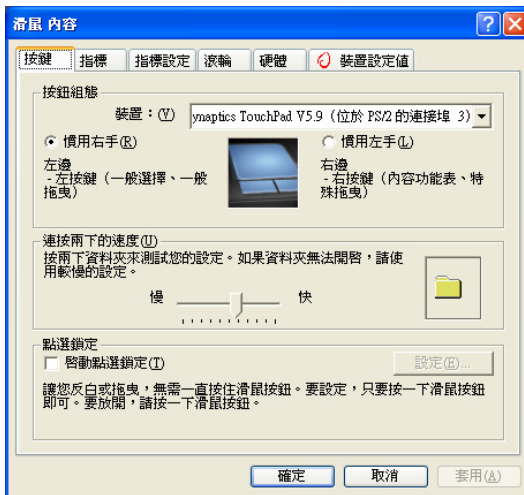 滑鼠 內容
按鍵 指標 指標設定 滾輪 硬體 裝置設定値
按鈕組態
裝置：(Y) ynaptics TouchPad V5.9（位於 PS/2 的連接埠 3）
慣用右手(R) 慣用左手(L)
左邊 右邊
- 左按鍵（一般選擇、一般 - 右按鍵（內容功能表、特
拖曳） 殊拖曳）
連按兩下的速度(U)
按兩下資料夾來測試您的設定。如果資料夾無法開啓，請使
用較慢的設定。
慢 快
點選鎖定
啓動點選鎖定(T) 設定(E)...
讓您反白或拖曳，無需一直按住滑鼠按鈕。要設定，只要按一下滑鼠按鈕
即可。要放開，請按一下滑鼠按鈕。
確定 取消 套用(A)